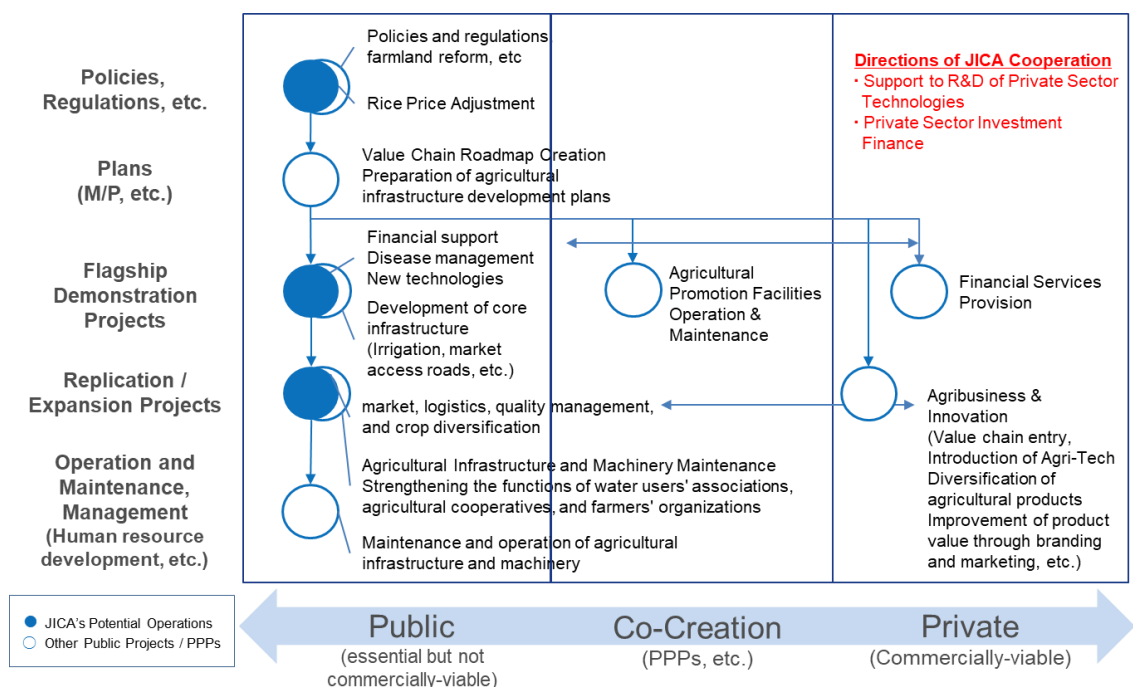 Policies and regulations,
farmland reform, etc
Rice Price Adjustment
Directions of JICA Cooperation
・Support to R&D of Private Sector
Technologies
・Private Sector Investment
Finance
Policies,
Regulations, etc.
Plans
(M/P, etc.)
Value Chain Roadmap Creation
Preparation of agricultural
infrastructure development plans
Flagship
Demonstration
Projects
Financial support
Disease management
New technologies
Development of core
infrastructure
(Irrigation, market
access roads, etc.)
Agricultural
Promotion Facilities
Operation &
Maintenance
Financial Services
Provision
Replication /
Expansion Projects
market, logistics, quality management,
and crop diversification
Agribusiness &
Innovation
(Value chain entry,
Introduction of Agri-Tech
Diversification of
agricultural products
Improvement of product
value through branding
and marketing, etc.)
Operation and
Maintenance,
Management
(Human resource
development, etc.)
Agricultural Infrastructure and Machinery Maintenance
Strengthening the functions of water users' associations,
agricultural cooperatives, and farmers' organizations
Maintenance and operation of agricultural
infrastructure and machinery
JICA's Potential Operations
Other Public Projects / PPPs
Public
(essential but not
commercially-viable)
Co-Creation
(PPPs, etc.)
Private
(Commercially-viable)